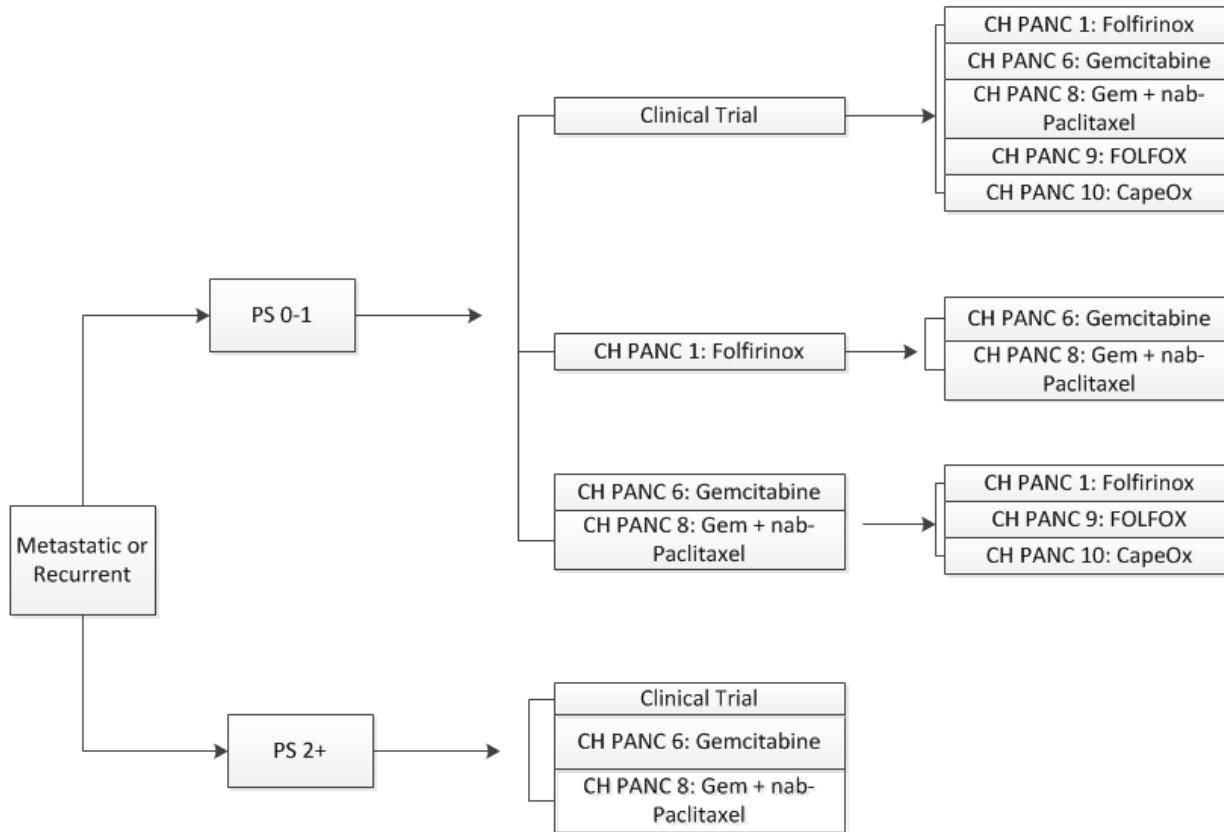 Metastatic or
Recurrent
PS 0-1
Clinical Trial
CH PANC 1: Folfirinox
CH PANC 6: Gemcitabine
CH PANC 8: Gem + nab-
Paclitaxel
CH PANC 9: FOLFOX
CH PANC 10: CapeOx
CH PANC 1: Folfirinox
CH PANC 6: Gemcitabine
CH PANC 8: Gem + nab-
Paclitaxel
CH PANC 6: Gemcitabine
CH PANC 8: Gem + nab-
Paclitaxel
CH PANC 1: Folfirinox
CH PANC 9: FOLFOX
CH PANC 10: CapeOx
PS 2+
Clinical Trial
CH PANC 6: Gemcitabine
CH PANC 8: Gem + nab-
Paclitaxel